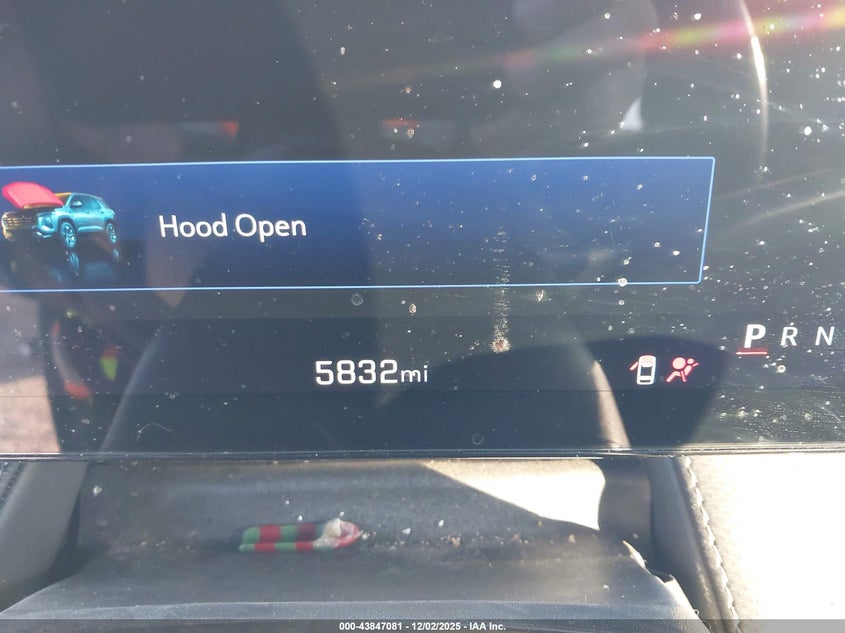 Hood Open
5832mi
P R N
000-43847081 - 12/02/2025 - IAA Inc.